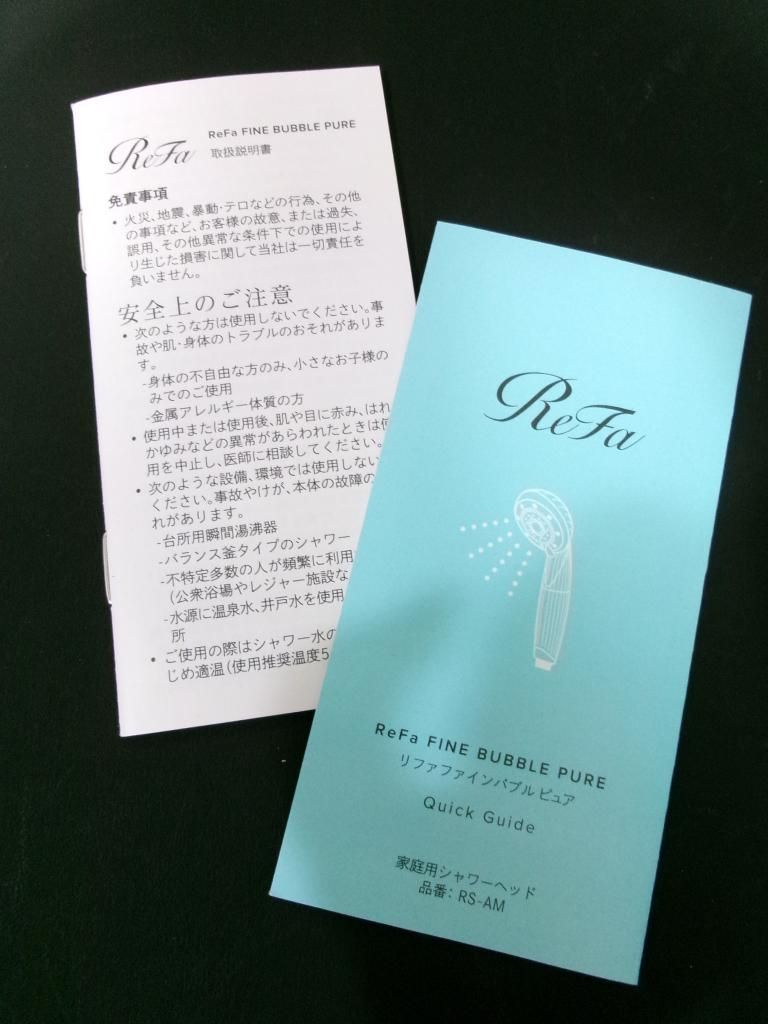 ReFa
ReFa FINE BUBBLE PURE
取扱説明書
免責事項
• 火災、地震、暴動・テロなどの行為、その他
の事項など、お客様の故意、または過失、
誤用、その他異常な条件下での使用によ
り生じた損害に関して当社は一切責任を
負いません。
安全上のご注意
• 次のような方は使用しないでください。事
故や肌・身体のトラブルのおそれがありま
す。
-身体の不自由な方のみ、小さなお子様の
みでのご使用
-金属アレルギー体質の方
• 使用中または使用後、肌や目に赤み、はれ
かゆみなどの異常があらわれたときは
用を中止し、医師に相談してください。
• 次のような設備、環境では使用しない
ください。事故やけが、本体の故障の
れがあります。
-台所用瞬間湯沸器
-バランス釜タイプのシャワー
-不特定多数の人が頻繁に利用
（公衆浴場やレジャー施設な
-水源に温泉水、井戸水を使用
所
• ご使用の際はシャワー水の
じめ適温（使用推奨温度5
ReFa
ReFa FINE BUBBLE PURE
リファファインバブル ピュア
Quick Guide
家庭用シャワーヘッド
品番: RS-AM